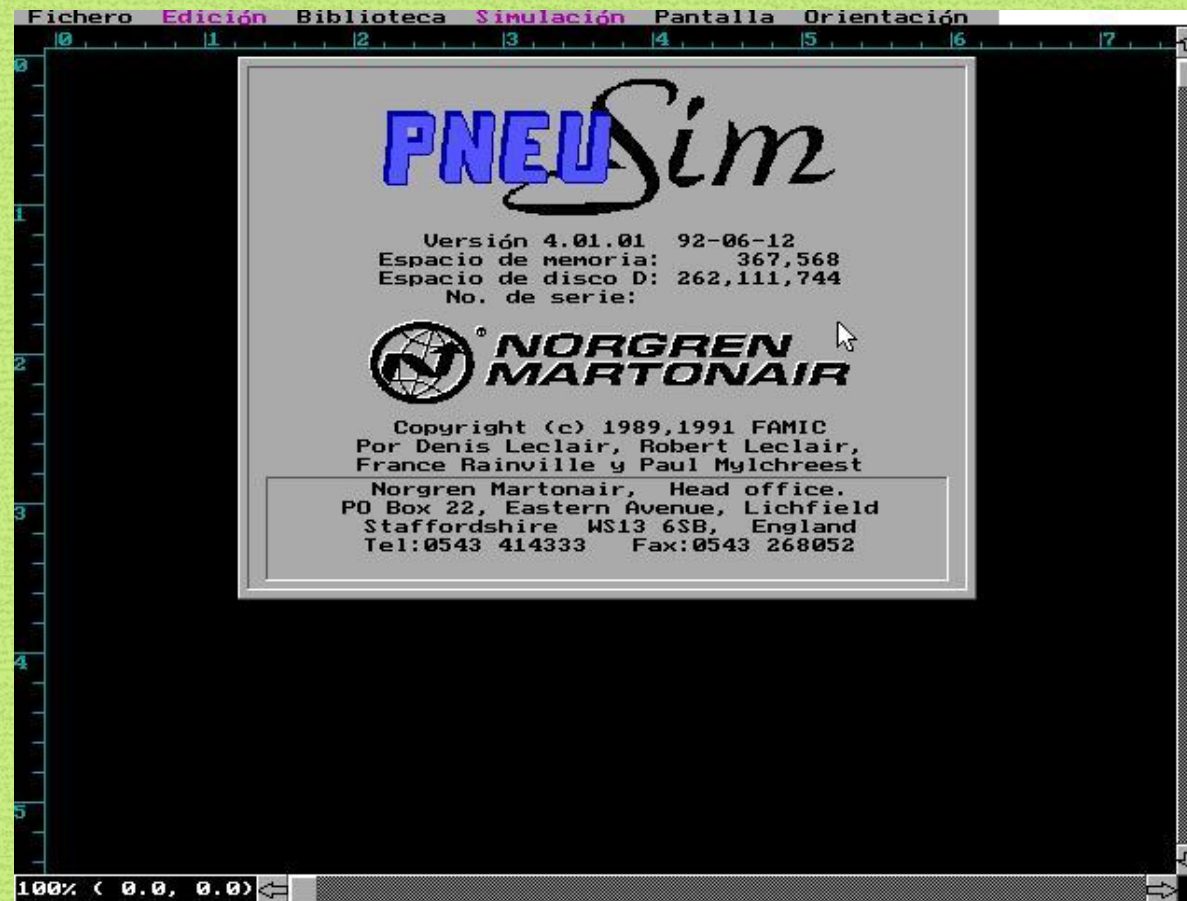 Fichero Edición Biblioteca Simulación Pantalla Orientación
0 1 2 3 4 5 6 7
0
PNEUSim
1
Versión 4.01.01 92-06-12
Espacio de memoria: 367,568
Espacio de disco D: 262,111,744
No. de serie:
2
N® NORGREN
MARTONAIR
Copyright (c) 1989,1991 FAMIC
Por Denis Leclair, Robert Leclair,
France Rainville y Paul Mylchreest
3
Norgren Martonair, Head office.
PO Box 22, Eastern Avenue, Lichfield
Staffordshire WS13 6SB, England
Tel:0543 414333 Fax:0543 268052
4
5
100% ( 0.0, 0.0)